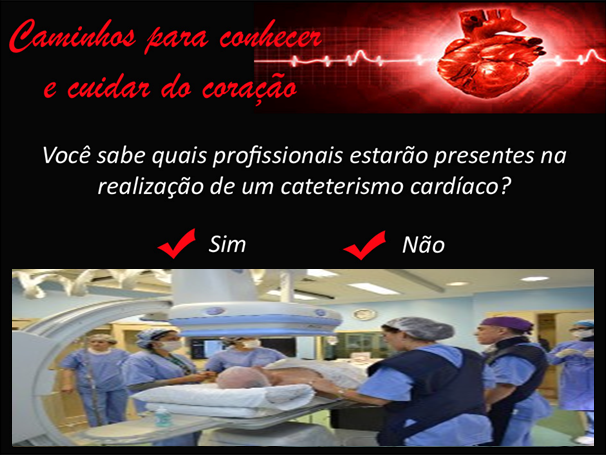 Caminhos para conhecer
e cuidar do coração
Você sabe quais profissionais estarão presentes na
realização de um cateterismo cardíaco?
Sim Não